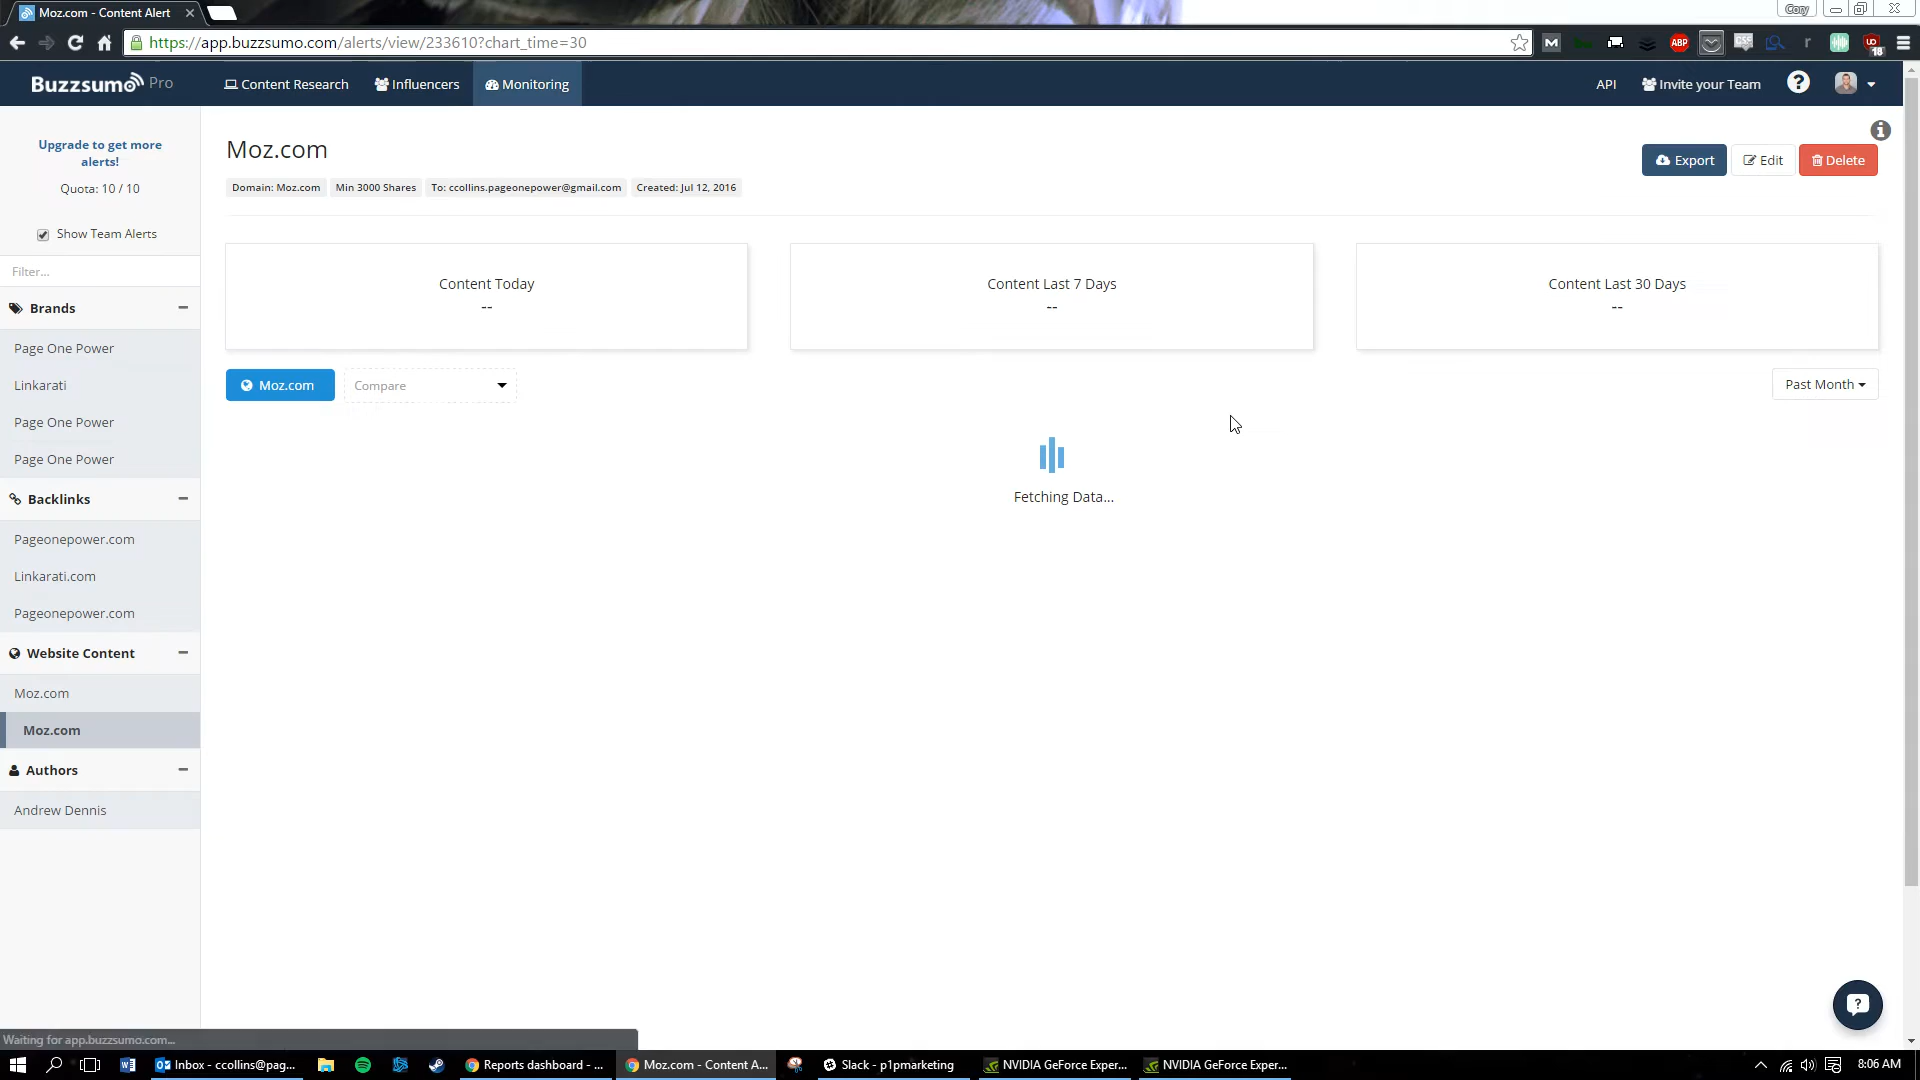 Moz.com - Content Alert
Cory
https://app.buzzsumo.com/alerts/view/233610?chart_time=30
ABP
18
Buzzsumo Pro
Content Research
Influencers
Monitoring
API
Invite your Team
Upgrade to get more
alerts!
Quota: 10 / 10
Show Team Alerts
Filter...
Brands
Page One Power
Linkarati
Page One Power
Page One Power
Backlinks
Pageonepower.com
Linkarati.com
Pageonepower.com
Website Content
Moz.com
Moz.com
Authors
Andrew Dennis
Moz.com
Export
Edit
Delete
Domain: Moz.com
Min 3000 Shares
To: ccollins.pageonepower@gmail.com
Created: Jul 12, 2016
Content Today
--
Content Last 7 Days
--
Content Last 30 Days
--
Moz.com
Compare
Past Month
Fetching Data...
Waiting for app.buzzsumo.com...
Inbox - ccollins@pag...
Reports dashboard - ...
Moz.com - Content A...
Slack - p1pmarketing
NVIDIA GeForce Exper...
NVIDIA GeForce Exper...
8:06 AM